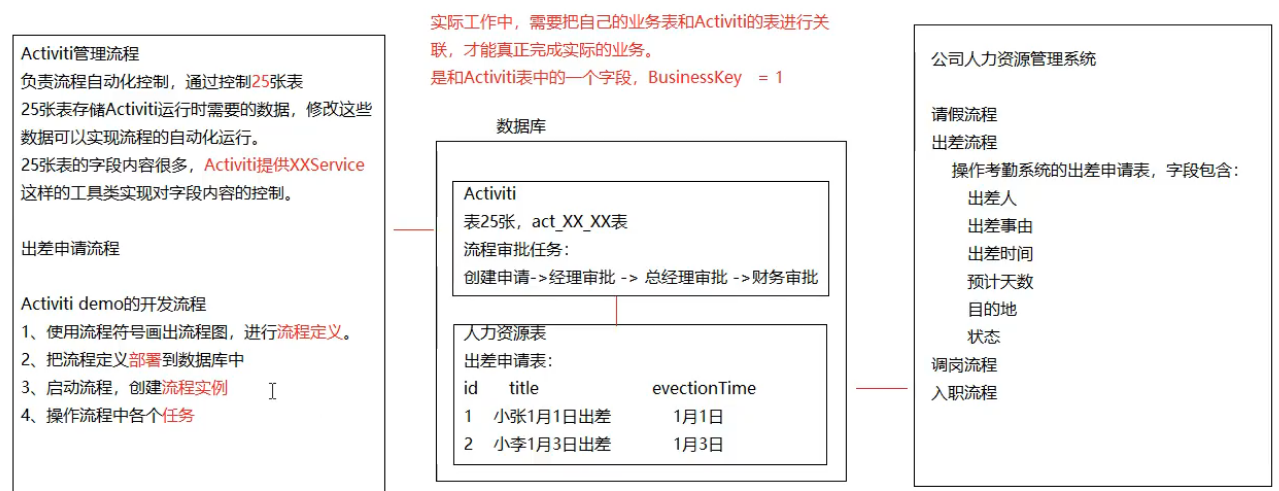 实际工作中，需要把自己的业务表和Activiti的表进行关
联，才能真正完成实际的业务。
是和Activiti表中的一个字段，BusinessKey = 1
Activiti管理流程
负责流程自动化控制，通过控制25张表
25张表存储Activiti运行时需要的数据，修改这些
数据可以实现流程的自动化运行。
25张表的字段内容很多，Activiti提供XXService
这样的工具类实现对字段内容的控制。
出差申请流程
Activiti demo的开发流程
1、使用流程符号画出流程图，进行流程定义。
2、把流程定义部署到数据库中
3、启动流程，创建流程实例
4、操作流程中各个任务
数据库
Activiti
表25张，act_XX_XX表
流程审批任务：
创建申请->经理审批 -> 总经理审批 ->财务审批
人力资源表
出差申请表：
id title evectionTime
1 小张1月1日出差 1月1日
2 小李1月3日出差 1月3日
公司人力资源管理系统
请假流程
出差流程
操作考勤系统的出差申请表，字段包含：
出差人
出差事由
出差时间
预计天数
目的地
状态
调岗流程
入职流程